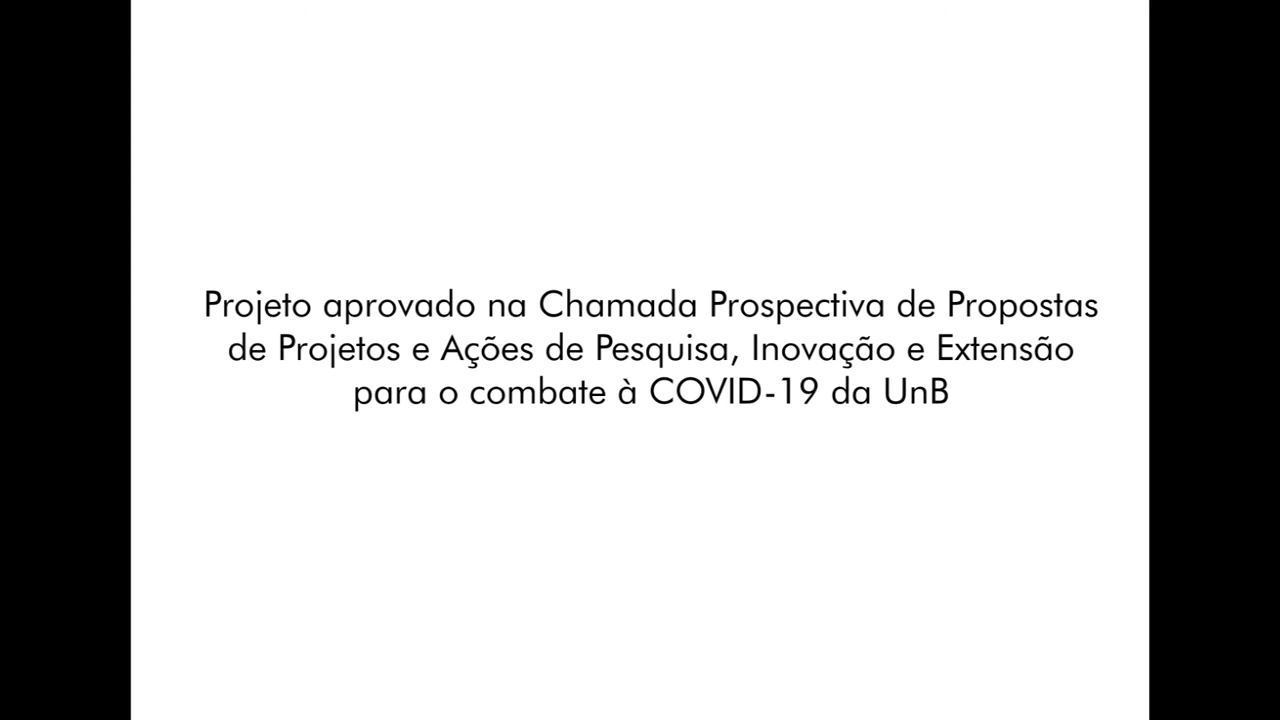 Projeto aprovado na Chamada Prospectiva de Propostas
de Projetos e Ações de Pesquisa, Inovação e Extensão
para o combate à COVID-19 da UnB